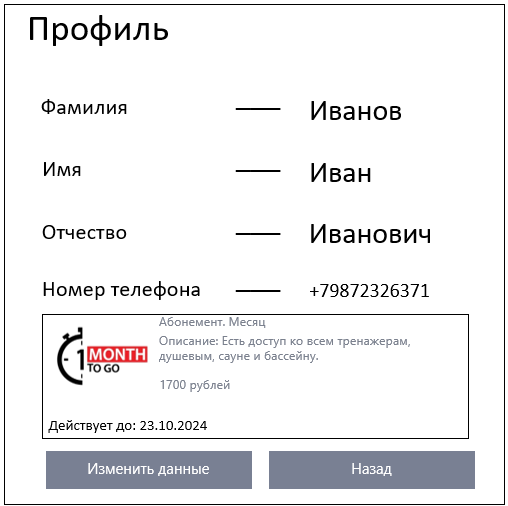 Профиль
Фамилия —— Иванов
Имя —— Иван
Отчество —— Иванович
Номер телефона —— +79872326371
Абонемент. Месяц
1 MONTH
TO GO
Описание: Есть доступ ко всем тренажерам,
душевым, сауне и бассейну.
1700 рублей
Действует до: 23.10.2024
Изменить данные
Назад